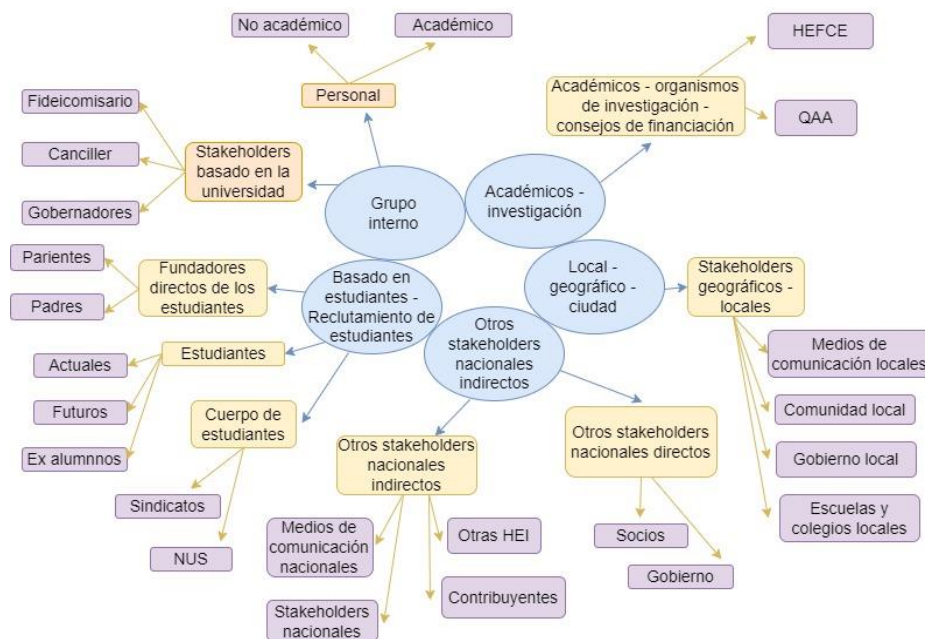 No académico
Académico
HEFCE
Personal
Académicos - organismos
de investigación -
consejos de financiación
QAA
Fideicomisario
Canciller
Gobernadores
Stakeholders
basado en la
universidad
Grupo
interno
Académicos -
investigación
Parientes
Padres
Fundadores
directos de los
estudiantes
Basado en
estudiantes -
Reclutamiento de
estudiantes
Local -
geográfico -
ciudad
Stakeholders
geográficos -
locales
Otros
stakeholders
nacionales
indirectos
Estudiantes
Actuales
Futuros
Ex alumnnos
Medios de
comunicación locales
Comunidad local
Gobierno local
Escuelas y
colegios locales
Cuerpo de
estudiantes
Sindicatos
NUS
Otros stakeholders
nacionales
indirectos
Otros stakeholders
nacionales directos
Medios de
comunicación
nacionales
Otras HEI
Stakeholders
nacionales
Contribuyentes
Socios
Gobierno